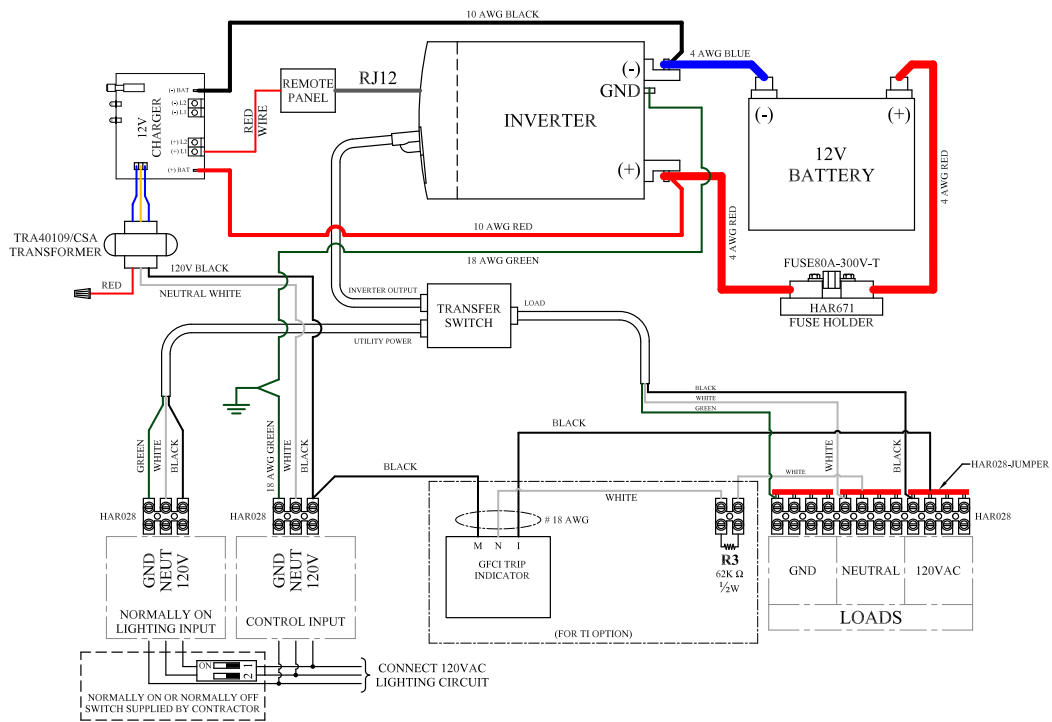 10 AWG BLACK
4 AWG BLUE
(-) BAT
(-) L2
(-) L1
12V
CHARGER
(+) L2
(+) L1
(+) BAT
RED
WIRE
REMOTE
PANEL
RJ12
INVERTER
(-)
GND
(+)
(-)
(+)
12V
BATTERY
4 AWG RED
4 AWG RED
10 AWG RED
18 AWG GREEN
TRA40109/CSA
TRANSFORMER
RED
120V BLACK
NEUTRAL WHITE
INVERTER OUTPUT
UTILITY POWER
TRANSFER
SWITCH
LOAD
FUSE80A-300V-T
HAR671
FUSE HOLDER
BLACK
WHITE
GREEN
GREEN
WHITE
BLACK
18 AWG GREEN
WHITE
BLACK
BLACK
BLACK
WHITE
BLACK
WHITE
WHITE
HAR028-JUMPER
HAR028
HAR028
HAR028
# 18 AWG
M N I
GFCI TRIP
INDICATOR
R3
62K Ω
1/2W
(FOR TI OPTION)
GND
NEUT
120V
NORMALLY ON
LIGHTING INPUT
GND
NEUT
120V
CONTROL INPUT
GND
NEUTRAL
120VAC
LOADS
ON
1
2
CONNECT 120VAC
LIGHTING CIRCUIT
NORMALLY ON OR NORMALLY OFF
SWITCH SUPPLIED BY CONTRACTOR